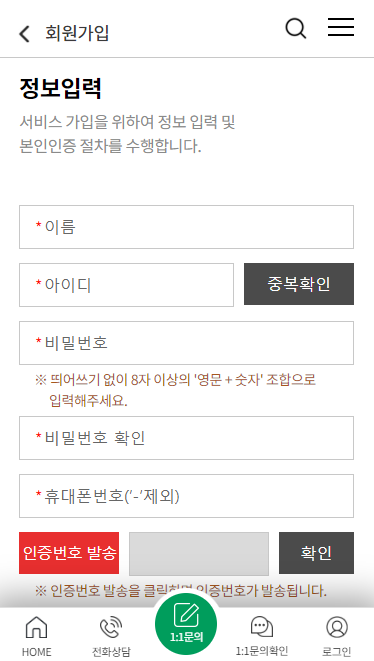 회원가입
정보입력
서비스 가입을 위하여 정보 입력 및
본인인증 절차를 수행합니다.
* 이름
* 아이디
중복확인
* 비밀번호
※ 띄어쓰기 없이 8자 이상의 '영문 + 숫자' 조합으로
입력해주세요.
* 비밀번호 확인
* 휴대폰번호('-'제외)
인증번호 발송
확인
※ 인증번호 발송을 클릭하면 인증번호가 발송됩니다.
HOME
전화상담
1:1문의
1:1문의확인
로그인